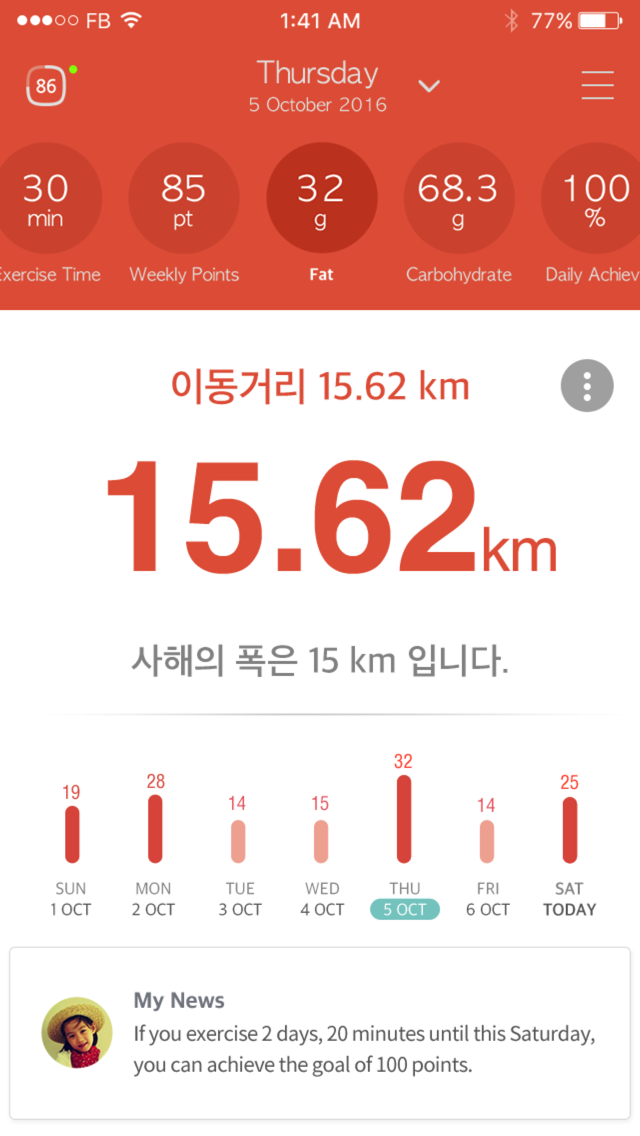 FB 1:41 AM 77%
86
Thursday
5 October 2016
30 85 32 68.3 100
min pt g g %
xercise Time Weekly Points Fat Carbohydrate Daily Achiev
이동거리 15.62 km
15.62km
사해의 폭은 15 km 입니다.
19 28 14 15 32 14 25
SUN MON TUE WED THU FRI SAT
1 OCT 2 OCT 3 OCT 4 OCT 5 OCT 6 OCT TODAY
My News
If you exercise 2 days, 20 minutes until this Saturday,
you can achieve the goal of 100 points.